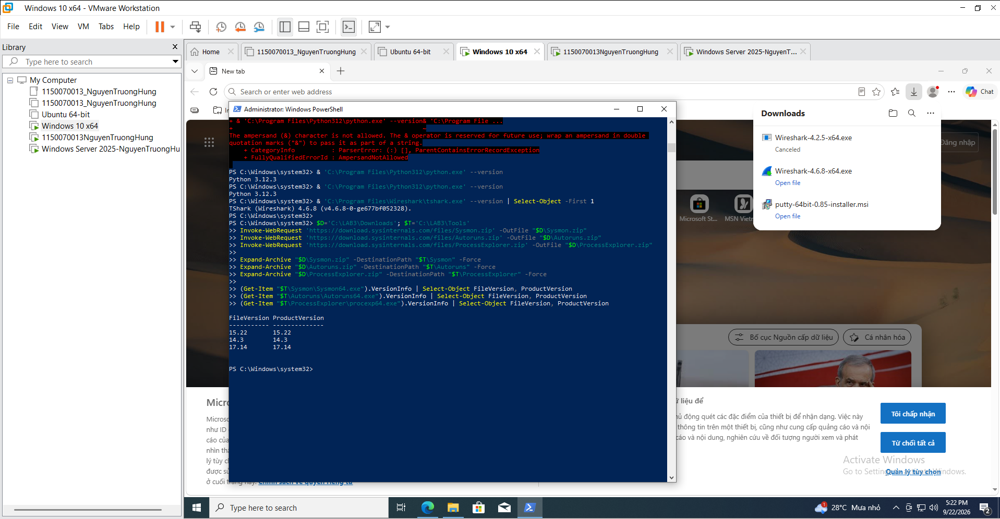 Windows 10 x64 - VMware Workstation
File Edit View VM Tabs Help
Library
Type here to search
My Computer
1150070013_NguyenTruongHung
1150070013_NguyenTruongHung
Ubuntu 64-bit
Windows 10 x64
1150070013NguyenTruongHung
Windows Server 2025-NguyenTruongHu
Home
1150070013_NguyenTruongHung
Ubuntu 64-bit
Windows 10 x64
1150070013NguyenTruongHung
Windows Server 2025-NguyenT...
New tab
Search or enter web address
Chat
Administrator: Windows PowerShell
+ & 'C:\Program Files\Python312\python.exe' --version& 'C:\Program File ...
+ ~
The ampersand (&) character is not allowed. The & operator is reserved for future use; wrap an ampersand in double
quotation marks ("&") to pass it as part of a string.
+ CategoryInfo : ParserError: (:) [], ParentContainsErrorRecordException
+ FullyQualifiedErrorId : AmpersandNotAllowed
PS C:\Windows\system32> & 'C:\Program Files\Python312\python.exe' --version
Python 3.12.3
PS C:\Windows\system32> & 'C:\Program Files\Python312\python.exe' --version
Python 3.12.3
PS C:\Windows\system32> & 'C:\Program Files\Wireshark\tshark.exe' --version | Select-Object -First 1
TShark (Wireshark) 4.6.8 (v4.6.8-0-ge677bf052328).
PS C:\Windows\system32>
PS C:\Windows\system32> $D='C:\LAB3\Downloads'; $T='C:\LAB3\Tools'
>> Invoke-WebRequest 'https://download.sysinternals.com/files/Sysmon.zip' -OutFile "$D\Sysmon.zip"
>> Invoke-WebRequest 'https://download.sysinternals.com/files/Autoruns.zip' -OutFile "$D\Autoruns.zip"
>> Invoke-WebRequest 'https://download.sysinternals.com/files/ProcessExplorer.zip' -OutFile "$D\ProcessExplorer.zip"
>>
>> Expand-Archive "$D\Sysmon.zip" -DestinationPath "$T\Sysmon" -Force
>> Expand-Archive "$D\Autoruns.zip" -DestinationPath "$T\Autoruns" -Force
>> Expand-Archive "$D\ProcessExplorer.zip" -DestinationPath "$T\ProcessExplorer" -Force
>>
>> (Get-Item "$T\Sysmon\Sysmon64.exe").VersionInfo | Select-Object FileVersion, ProductVersion
>> (Get-Item "$T\Autoruns\Autoruns64.exe").VersionInfo | Select-Object FileVersion, ProductVersion
>> (Get-Item "$T\ProcessExplorer\procexp64.exe").VersionInfo | Select-Object FileVersion, ProductVersion
FileVersion ProductVersion
----------- --------------
15.22 15.22
14.3 14.3
17.14 17.14
PS C:\Windows\system32>
Downloads
Wireshark-4.2.5-x64.exe
Canceled
Wireshark-4.6.8-x64.exe
Open file
putty-64bit-0.85-installer.msi
Open file
Đăng nhập
Microsoft St...
MSN Vietr
Bố cục Nguồn cấp dữ liệu
Cá nhân hóa
Micro
Microso
như ID
cáo của
nhìn thấ
lý tùy ch
được sử
ở cuối trang này. Chính sách về quyền riêng tư
ữ liệu để
hủ động quét các đặc điểm của thiết bị để nhận dạng. Việc này
thông tin trên một thiết bị, cũng như cung cấp quảng cáo và nội
cáo và nội dung, nghiên cứu về đối tượng người xem và phát
Tôi chấp nhận
Từ chối tất cả
Quản lý tùy chọn
Activate Windows
Go to Settings to activate Windows.
Type here to search
1
28°C Mưa nhỏ
5:22 PM
9/22/2026
2